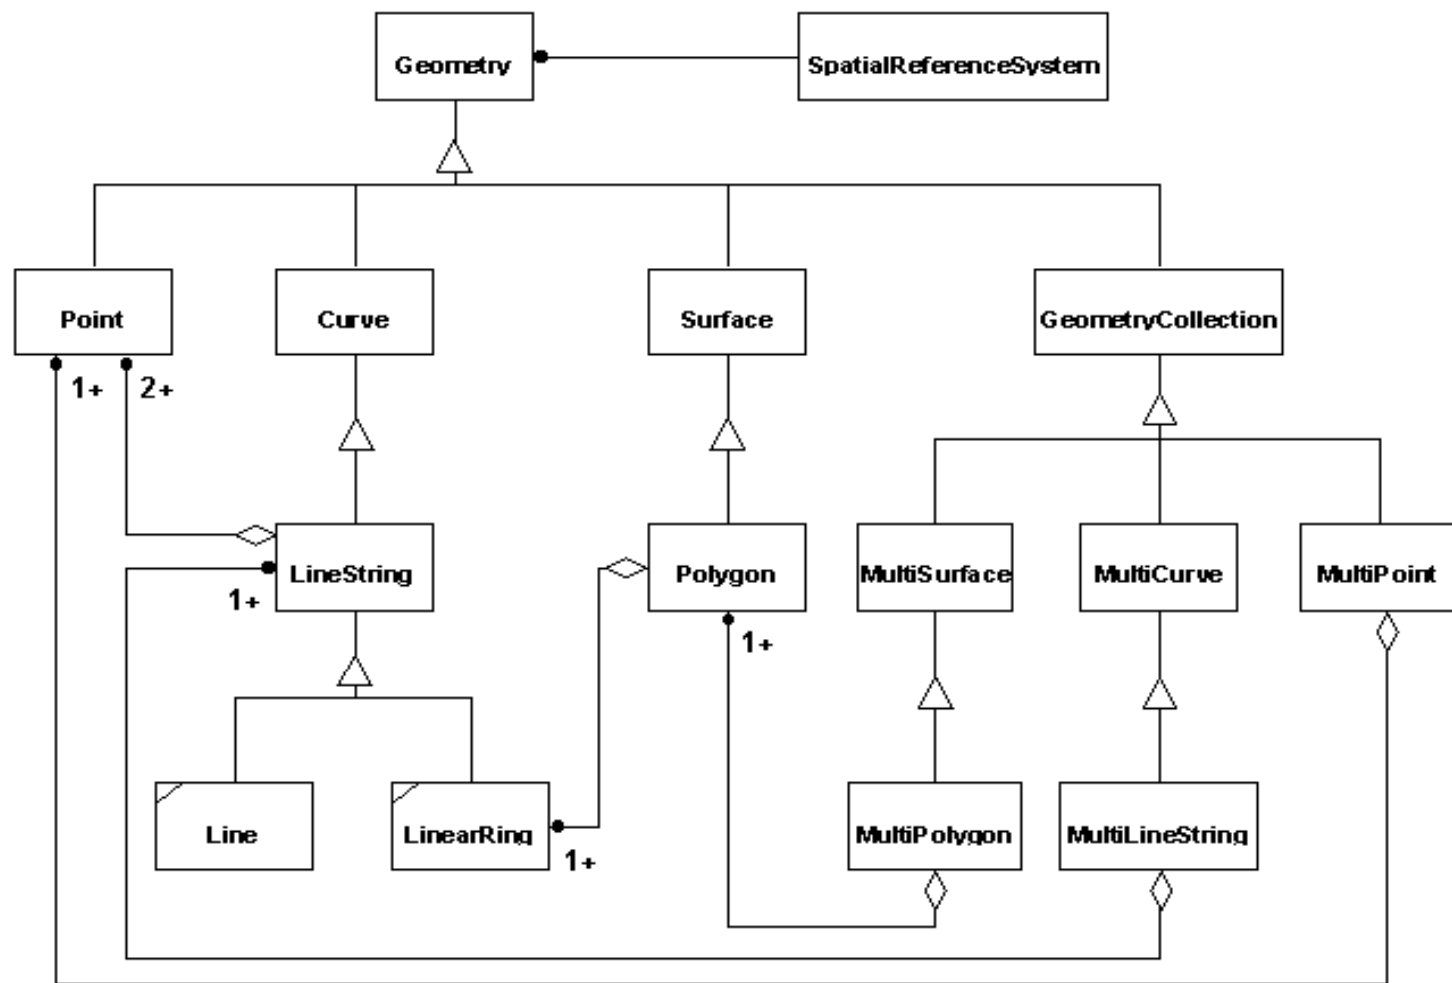 Geometry
SpatialReferenceSystem
Point
Curve
Surface
GeometryCollection
1+
2+
LineString
Polygon
MultiSurface
MultiCurve
MultiPoint
1+
1+
Line
LinearRing
MultiPolygon
MultiLineString
1+